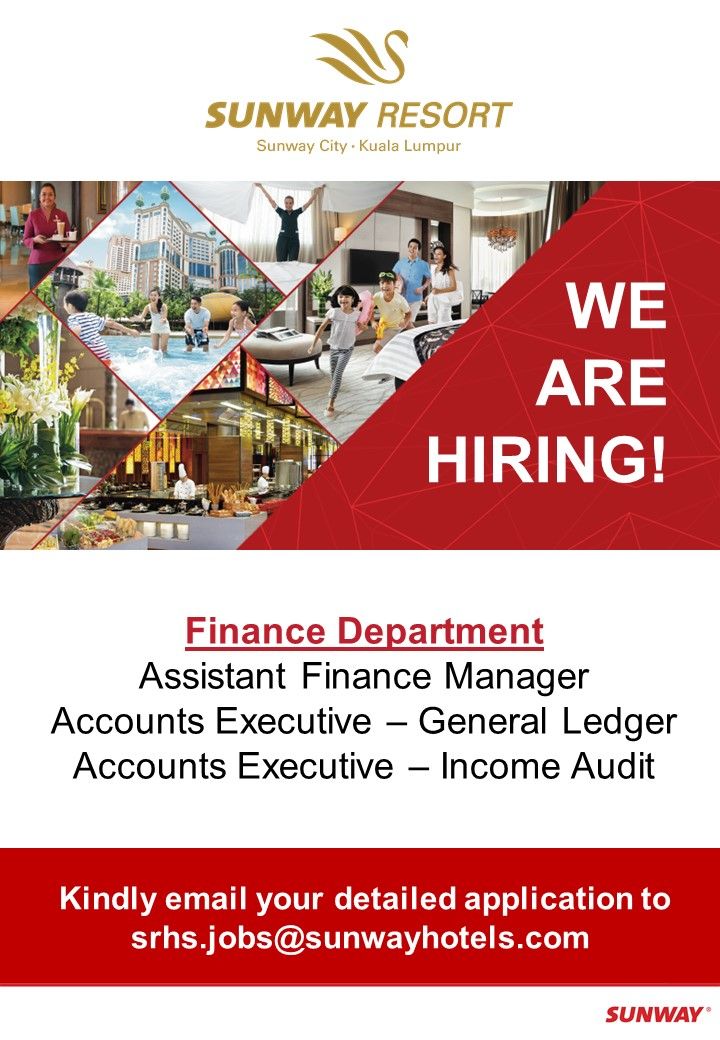 SUNWAY RESORT
Sunway City · Kuala Lumpur
WE
ARE
HIRING!
Finance Department
Assistant Finance Manager
Accounts Executive – General Ledger
Accounts Executive – Income Audit
Kindly email your detailed application to
srhs.jobs@sunwayhotels.com
SUNWAY®